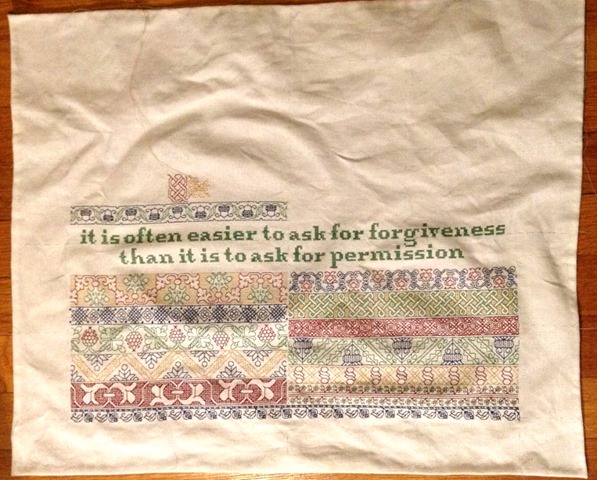 it is often easier to ask for forgiveness
than it is to ask for permission